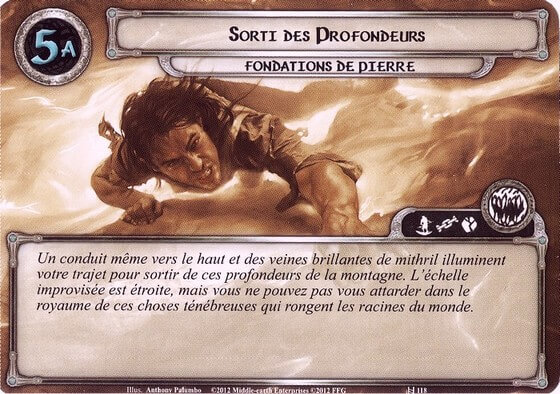 5A
SORTI DES PROFONDEURS
FONDATIONS DE PIERRE
Un conduit même vers le haut et des veines brillantes de mithril illuminent
votre trajet pour sortir de ces profondeurs de la montagne. L'échelle
improvisée est étroite, mais vous ne pouvez pas vous attarder dans le
royaume de ces choses ténébreuses qui rongent les racines du monde.
Illus. Anthony Palumbo ©2012 Middle-earth Enterprises ©2012 FFG 118